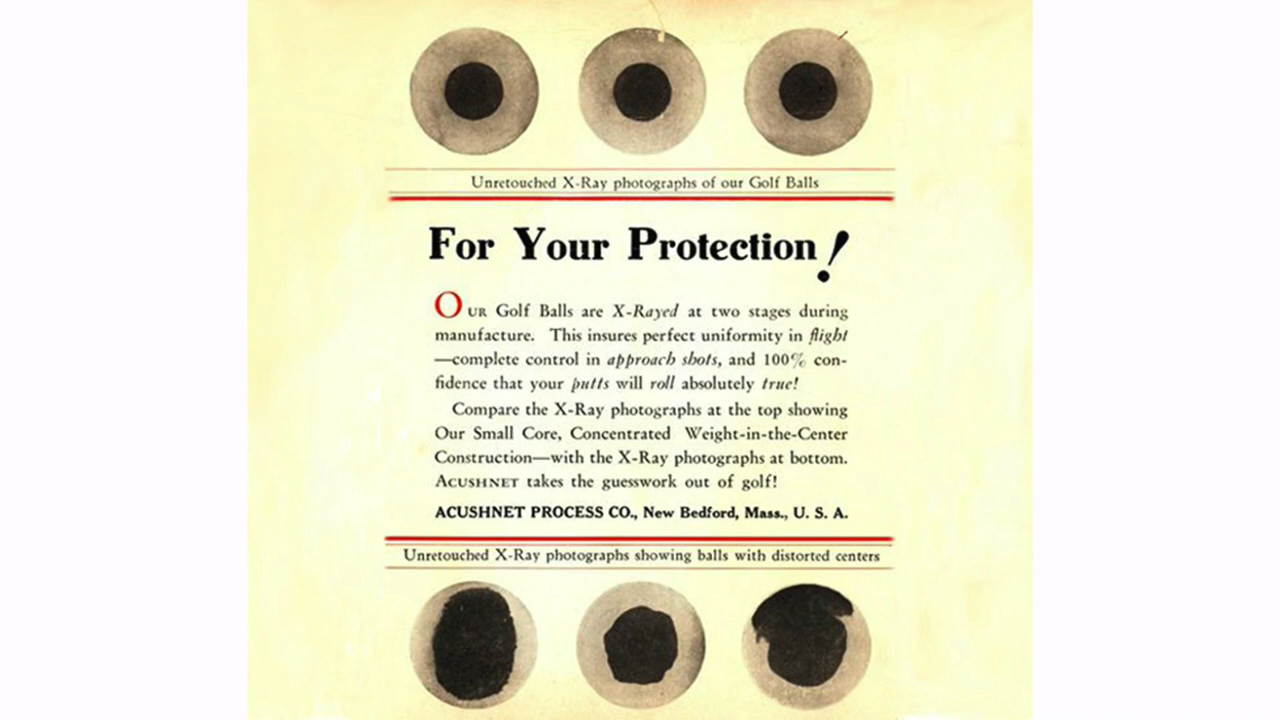 Unretouched X-Ray photographs of our Golf Balls
For Your Protection!
OUR Golf Balls are X-Rayed at two stages during
manufacture. This insures perfect uniformity in flight
—complete control in approach shots, and 100% con-
fidence that your putts will roll absolutely true!
Compare the X-Ray photographs at the top showing
Our Small Core, Concentrated Weight-in-the-Center
Construction—with the X-Ray photographs at bottom.
ACUSHNET takes the guesswork out of golf!
ACUSHNET PROCESS CO., New Bedford, Mass., U. S. A.
Unretouched X-Ray photographs showing balls with distorted centers